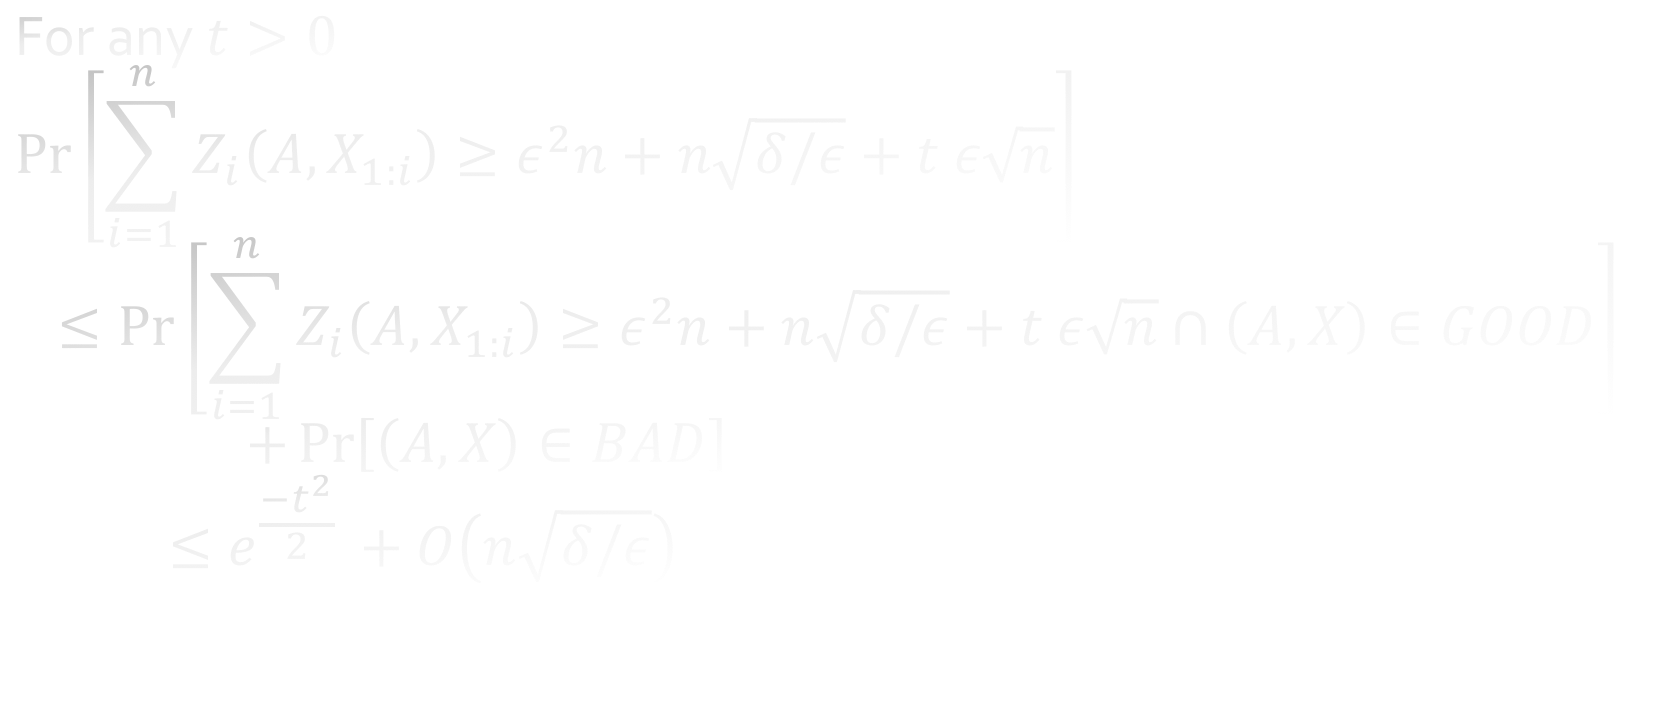 For any t > 0
Pr[∑_{i=1}^{n} Z_i(A, X_{1:i}) ≥ ϵ²n + n√(δ/ϵ) + t ϵ√n]
≤ Pr[∑_{i=1}^{n} Z_i(A, X_{1:i}) ≥ ϵ²n + n√(δ/ϵ) + t ϵ√n ∩ (A, X) ∈ GOOD]
+ Pr[(A, X) ∈ BAD]
≤ e^{\frac{-t²}{2}} + O(n√(δ/ϵ))